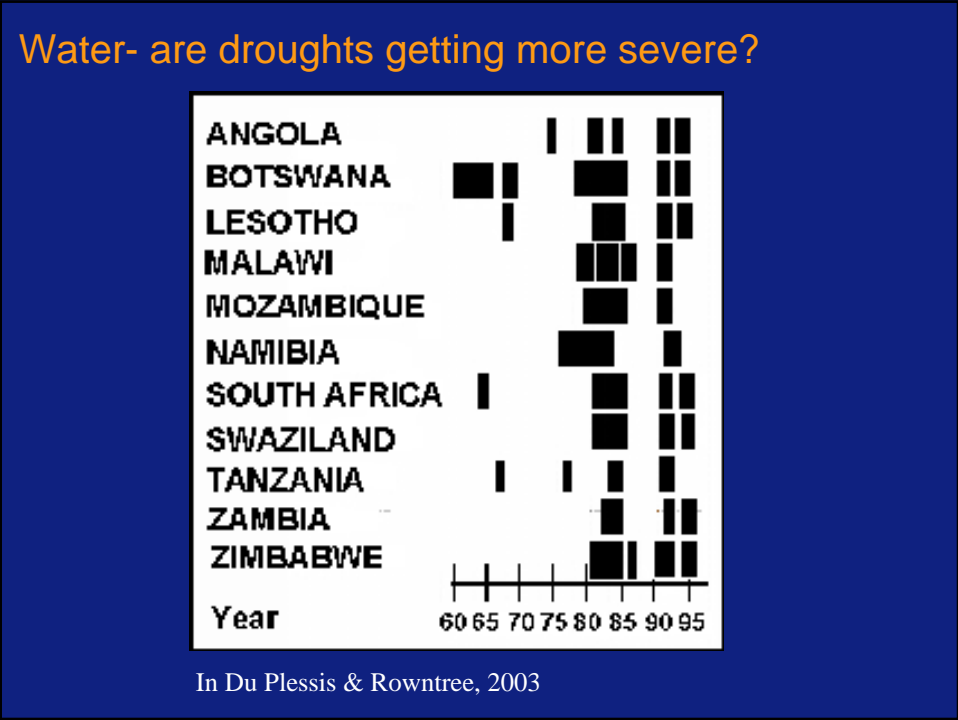 Water- are droughts getting more severe?
ANGOLA
BOTSWANA
LESOTHO
MALAWI
MOZAMBIQUE
NAMIBIA
SOUTH AFRICA
SWAZILAND
TANZANIA
ZAMBIA
ZIMBABWE
Year 60 65 70 75 80 85 90 95
In Du Plessis & Rowntree, 2003